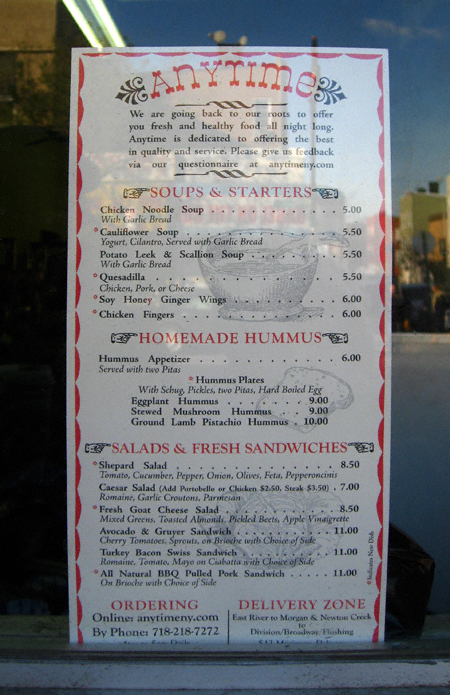 ANYTIME
We are going back to our roots to offer
you fresh and healthy food all night long.
Anytime is dedicated to offering the best
in quality and service. Please give us feedback
via our questionnaire at anytimeny.com
SOUPS & STARTERS
Chicken Noodle Soup . . . . . . . . . . . . 5.00
With Garlic Bread
*Cauliflower Soup . . . . . . . . . . . . 5.50
Yogurt, Cilantro, Served with Garlic Bread
Potato Leek & Scallion Soup . . . . . . . . 5.50
With Garlic Bread
*Quesadilla . . . . . . . . . . . . 5.50
Chicken, Pork, or Cheese
*Soy Honey Ginger Wings . . . . . . . . . . 6.00
*Chicken Fingers . . . . . . . . . . . . 6.00
HOMEMADE HUMMUS
Hummus Appetizer . . . . . . . . . . . . 6.00
Served with two Pitas
*Hummus Plates
With Schug, Pickles, two Pitas, Hard Boiled Egg
Eggplant Hummus . . . . . . . 9.00
Stewed Mushroom Hummus . . . 9.00
Ground Lamb Pistachio Hummus . 10.00
SALADS & FRESH SANDWICHES
*Shepard Salad . . . . . . . . . . . . 8.50
Tomato, Cucumber, Pepper, Onion, Olives, Feta, Pepperoncinis
Caesar Salad (Add Portobello or Chicken $2.50, Steak $3.50) . 7.00
Romaine, Garlic Croutons, Parmesan
*Fresh Goat Cheese Salad . . . . . . . . . . 8.50
Mixed Greens, Toasted Almonds, Pickled Beets, Apple Vinaigrette
Avocado & Gruyer Sandwich . . . . . . . . . 11.00
Cherry Tomatoes, Sprouts, on Brioche with Choice of Side
Turkey Bacon Swiss Sandwich . . . . . . . . 11.00
Romaine, Tomato, Mayo on Ciabatta with Choice of Side
*All Natural BBQ Pulled Pork Sandwich . . . . 11.00
On Brioche with Choice of Side
*Indicates New Dish
ORDERING
Online: anytimeny.com
By Phone: 718-218-7272
DELIVERY ZONE
East River to Morgan & Newton Creek
to
Division/Broadway/Flushing